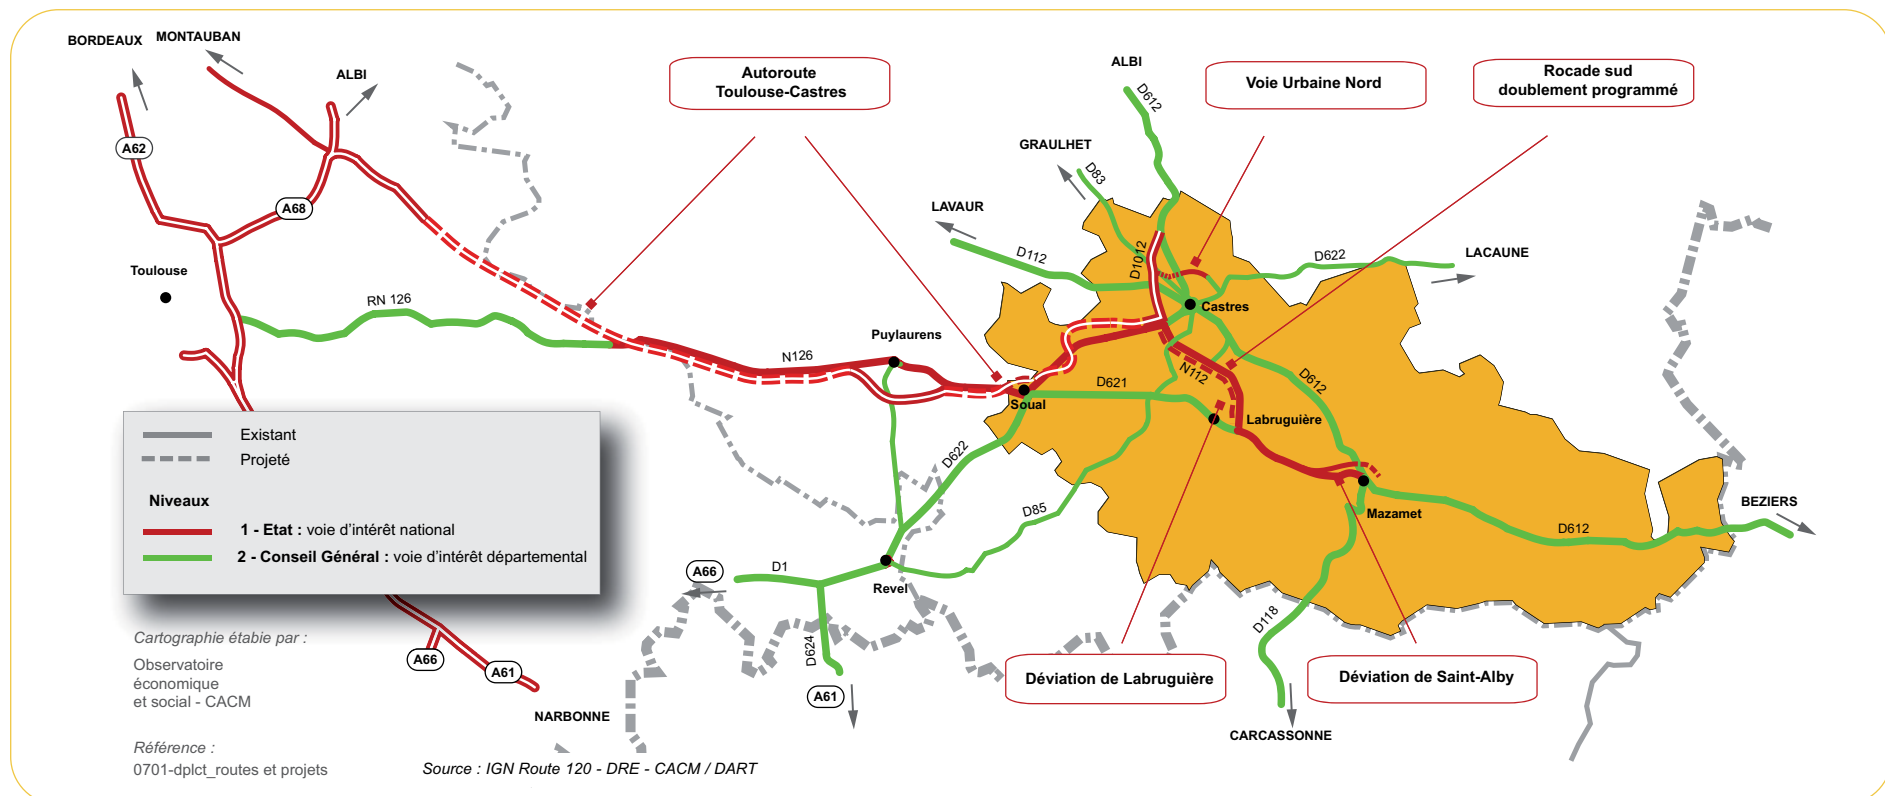 BORDEAUX
MONTAUBAN
ALBI
A62
A68
Toulouse
RN 126
Autoroute
Toulouse-Castres
ALBI
D612
Voie Urbaine Nord
Rocade sud
doublement programmé
GRAULHET
D83
LAVAUR
D112
D1012
D622
LACAUNE
Castres
Puylaurens
N126
Soual
D621
N112
D612
Labruguière
D622
D85
Mazamet
D612
BEZIERS
Existant
Projeté
Niveaux
1 - Etat : voie d'intérêt national
2 - Conseil Général : voie d'intérêt départemental
A66
D1
Revel
D624
A61
D118
CARCASSONNE
Déviation de Labruguière
Déviation de Saint-Alby
A66
A61
NARBONNE
Cartographie étabie par :
Observatoire
économique
et social - CACM
Référence :
0701-dplct_routes et projets
Source : IGN Route 120 - DRE - CACM / DART